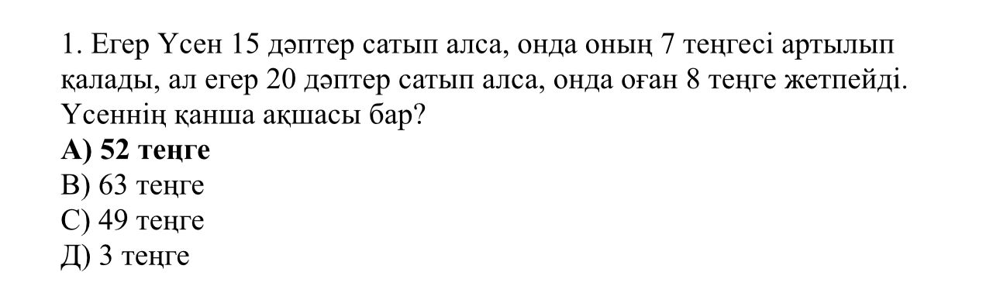 1. Егер Үсен 15 дәптер сатып алса, онда оның 7 теңгесі артылып
қалады, ал егер 20 дәптер сатып алса, онда оған 8 теңге жетпейді.
Үсеннің қанша ақшасы бар?
А) 52 теңге
В) 63 теңге
С) 49 теңге
Д) 3 теңге